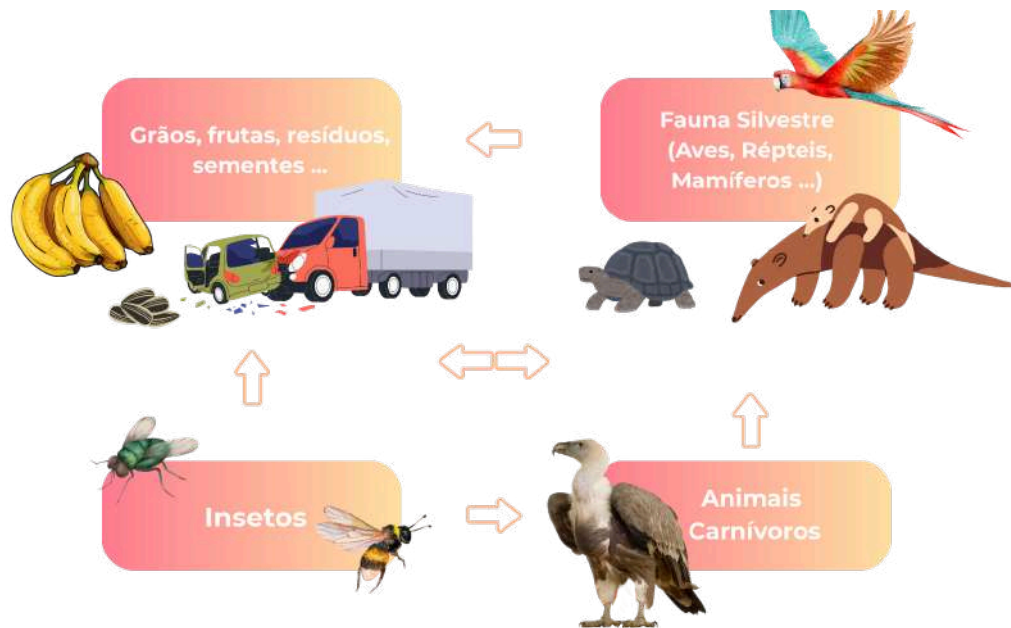 Grãos, frutas, resíduos,
sementes ...
Fauna Silvestre
(Aves, Répteis,
Mamíferos ...)
Insetos
Animais
Carnívoros